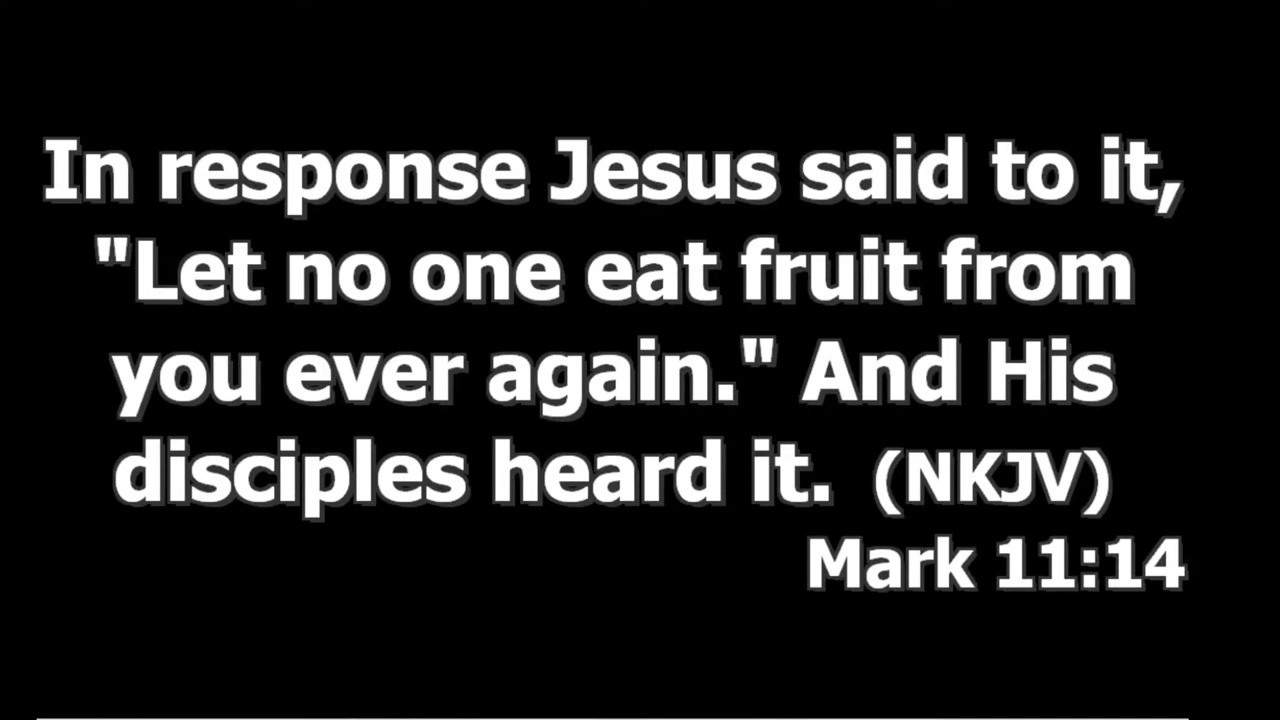 In response Jesus said to it,
"Let no one eat fruit from
you ever again." And His
disciples heard it. (NKJV)
Mark 11:14